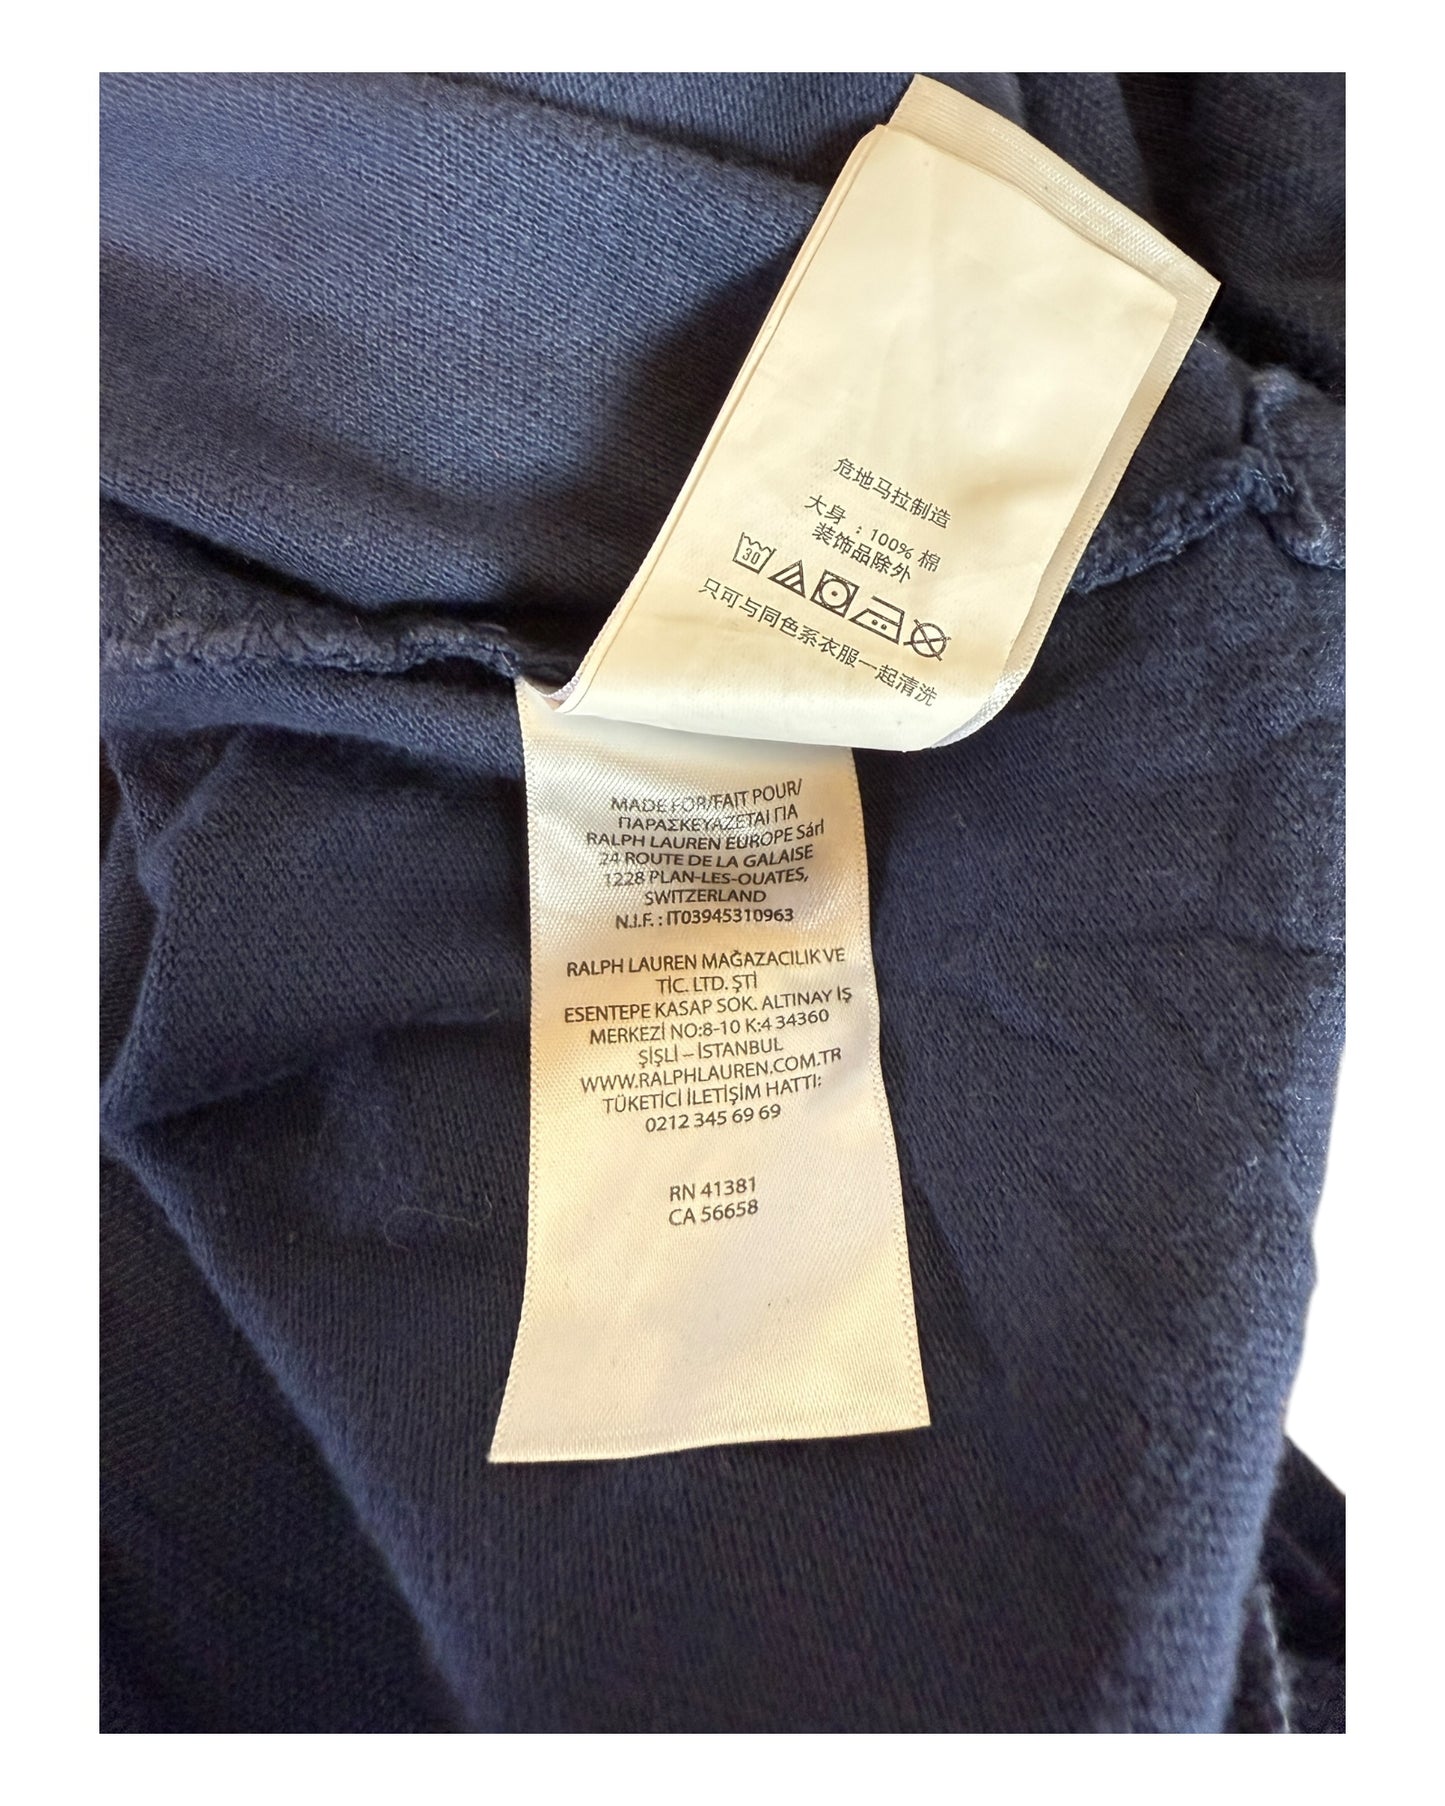 危地马拉制造
大身：100% 棉
装饰品除外
30
只可与同色系衣服一起清洗
MADE FOR/FAIT POUR/
ΠΑΡΑΣΚΕΥΑΖΕΤΑΙ ΓΙΑ
RALPH LAUREN EUROPE Sárl
24 ROUTE DE LA GALAISE
1228 PLAN-LES-OUATES,
SWITZERLAND
N.I.F. : IT03945310963
RALPH LAUREN MAĞAZACILIK VE
TİC. LTD. ŞTİ
ESENTEPE KASAP SOK. ALTINAY İŞ
MERKEZİ NO:8-10 K:4 34360
ŞİŞLİ – İSTANBUL
WWW.RALPHLAUREN.COM.TR
TÜKETİCİ İLETİŞİM HATTI:
0212 345 69 69
RN 41381
CA 56658